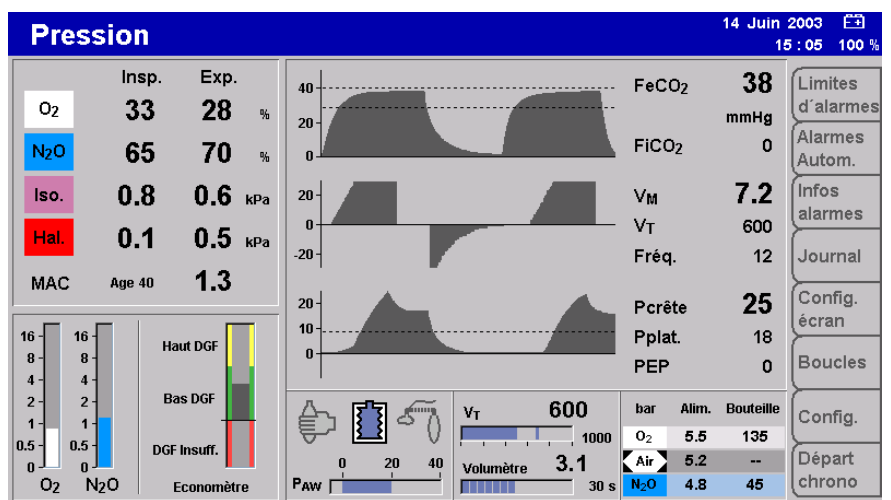 Pression
14 Juin 2003
15 : 05 100 %
Insp. Exp.
O2 33 28 %
N2O 65 70 %
Iso. 0.8 0.6 kPa
Hal. 0.1 0.5 kPa
MAC Age 40 1.3
40
20
0
FeCO2 38
mmHg
FiCO2 0
20
0
-20
VM 7.2
VT 600
Fréq. 12
20
10
0
Pcrête 25
Pplat. 18
PEP 0
Limites
d´alarmes
Alarmes
Autom.
Infos
alarmes
Journal
Config.
écran
Boucles
Config.
Départ
chrono
16 16
8 8
4 4
2 2
1 1
0.5 0.5
0 0
O2 N2O
Haut DGF
Bas DGF
DGF Insuff.
Economètre
0 20 40
PAW
VT 600
1000
Volumètre 3.1
30 s
bar Alim. Bouteille
O2 5.5 135
Air 5.2 --
N2O 4.8 45